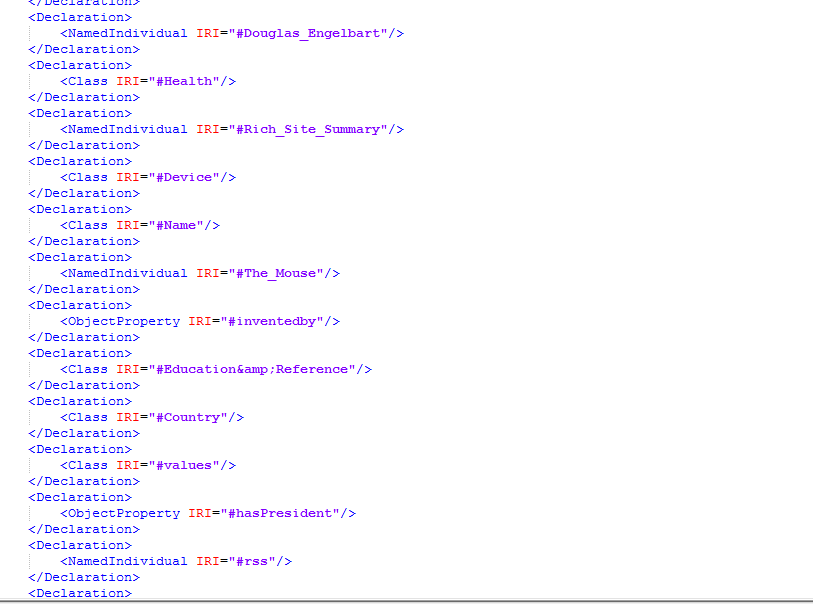 </Declaration>
<Declaration>
<NamedIndividual IRI="#Douglas_Engelbart"/>
</Declaration>
<Declaration>
<Class IRI="#Health"/>
</Declaration>
<Declaration>
<NamedIndividual IRI="#Rich_Site_Summary"/>
</Declaration>
<Declaration>
<Class IRI="#Device"/>
</Declaration>
<Declaration>
<Class IRI="#Name"/>
</Declaration>
<Declaration>
<NamedIndividual IRI="#The_Mouse"/>
</Declaration>
<Declaration>
<ObjectProperty IRI="#inventedby"/>
</Declaration>
<Declaration>
<Class IRI="#Education&amp;Reference"/>
</Declaration>
<Declaration>
<Class IRI="#Country"/>
</Declaration>
<Declaration>
<Class IRI="#values"/>
</Declaration>
<Declaration>
<ObjectProperty IRI="#hasPresident"/>
</Declaration>
<Declaration>
<NamedIndividual IRI="#rss"/>
</Declaration>
<Declaration>